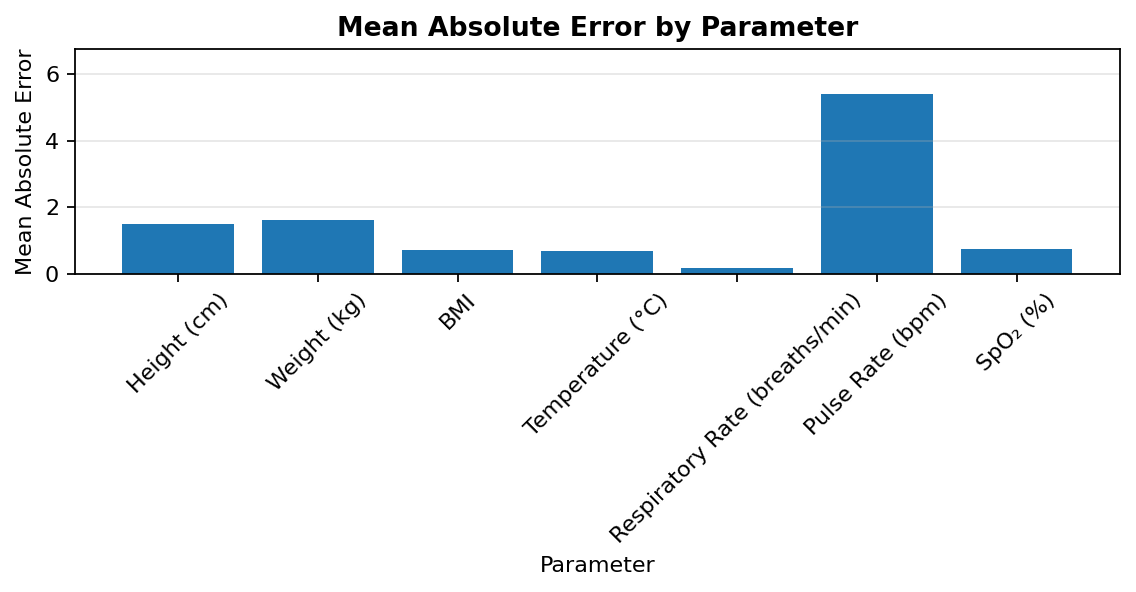 Mean Absolute Error by Parameter
Mean Absolute Error
6
4
2
0
Height (cm)
Weight (kg)
BMI
Temperature (°C)
Respiratory Rate (breaths/min)
Pulse Rate (bpm)
SpO₂ (%)
Parameter